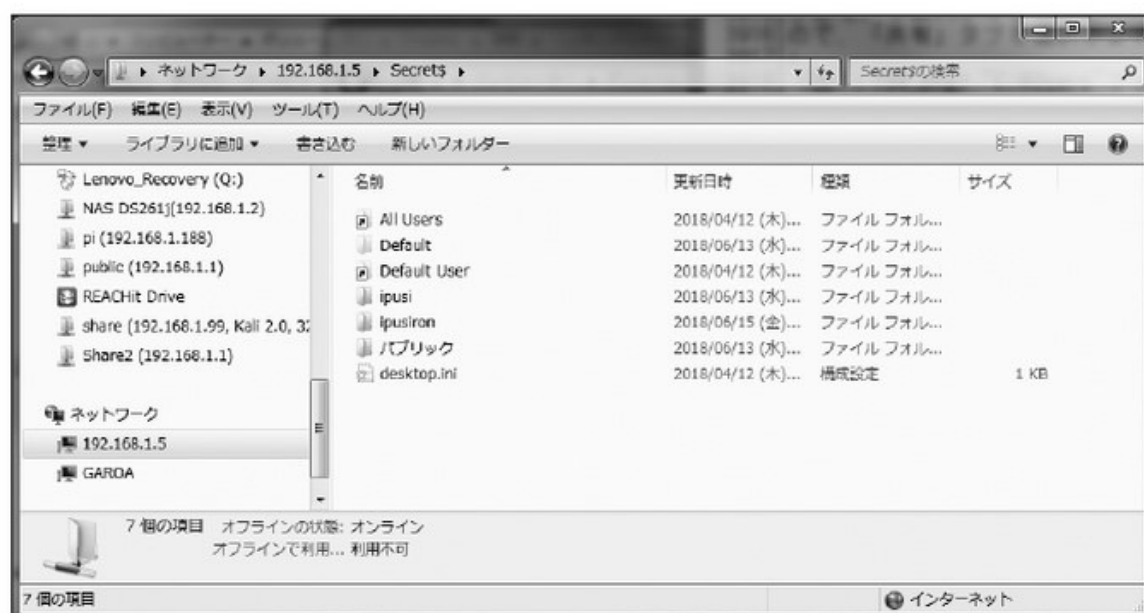 ネットワーク ▸ 192.168.1.5 ▸ Secret$ ▸
Secret$の検索
ファイル(F) 編集(E) 表示(V) ツール(T) ヘルプ(H)
整理 ▼ ライブラリに追加 ▼ 書き込む 新しいフォルダー
Lenovo_Recovery (Q:)
NAS DS261j(192.168.1.2)
pi (192.168.1.188)
public (192.168.1.1)
REACHit Drive
share (192.168.1.99, Kali 2.0, 32
Share2 (192.168.1.1)
ネットワーク
192.168.1.5
GAROA
名前 更新日時 種類 サイズ
All Users 2018/04/12 (木)... ファイル フォル...
Default 2018/06/13 (水)... ファイル フォル...
Default User 2018/04/12 (木)... ファイル フォル...
ipusi 2018/06/13 (水)... ファイル フォル...
ipusiron 2018/06/15 (金)... ファイル フォル...
パブリック 2018/06/13 (水)... ファイル フォル...
desktop.ini 2018/04/12 (木)... 構成設定 1 KB
7 個の項目 オフラインの状態: オンライン
オフラインで利用... 利用不可
7 個の項目
インターネット